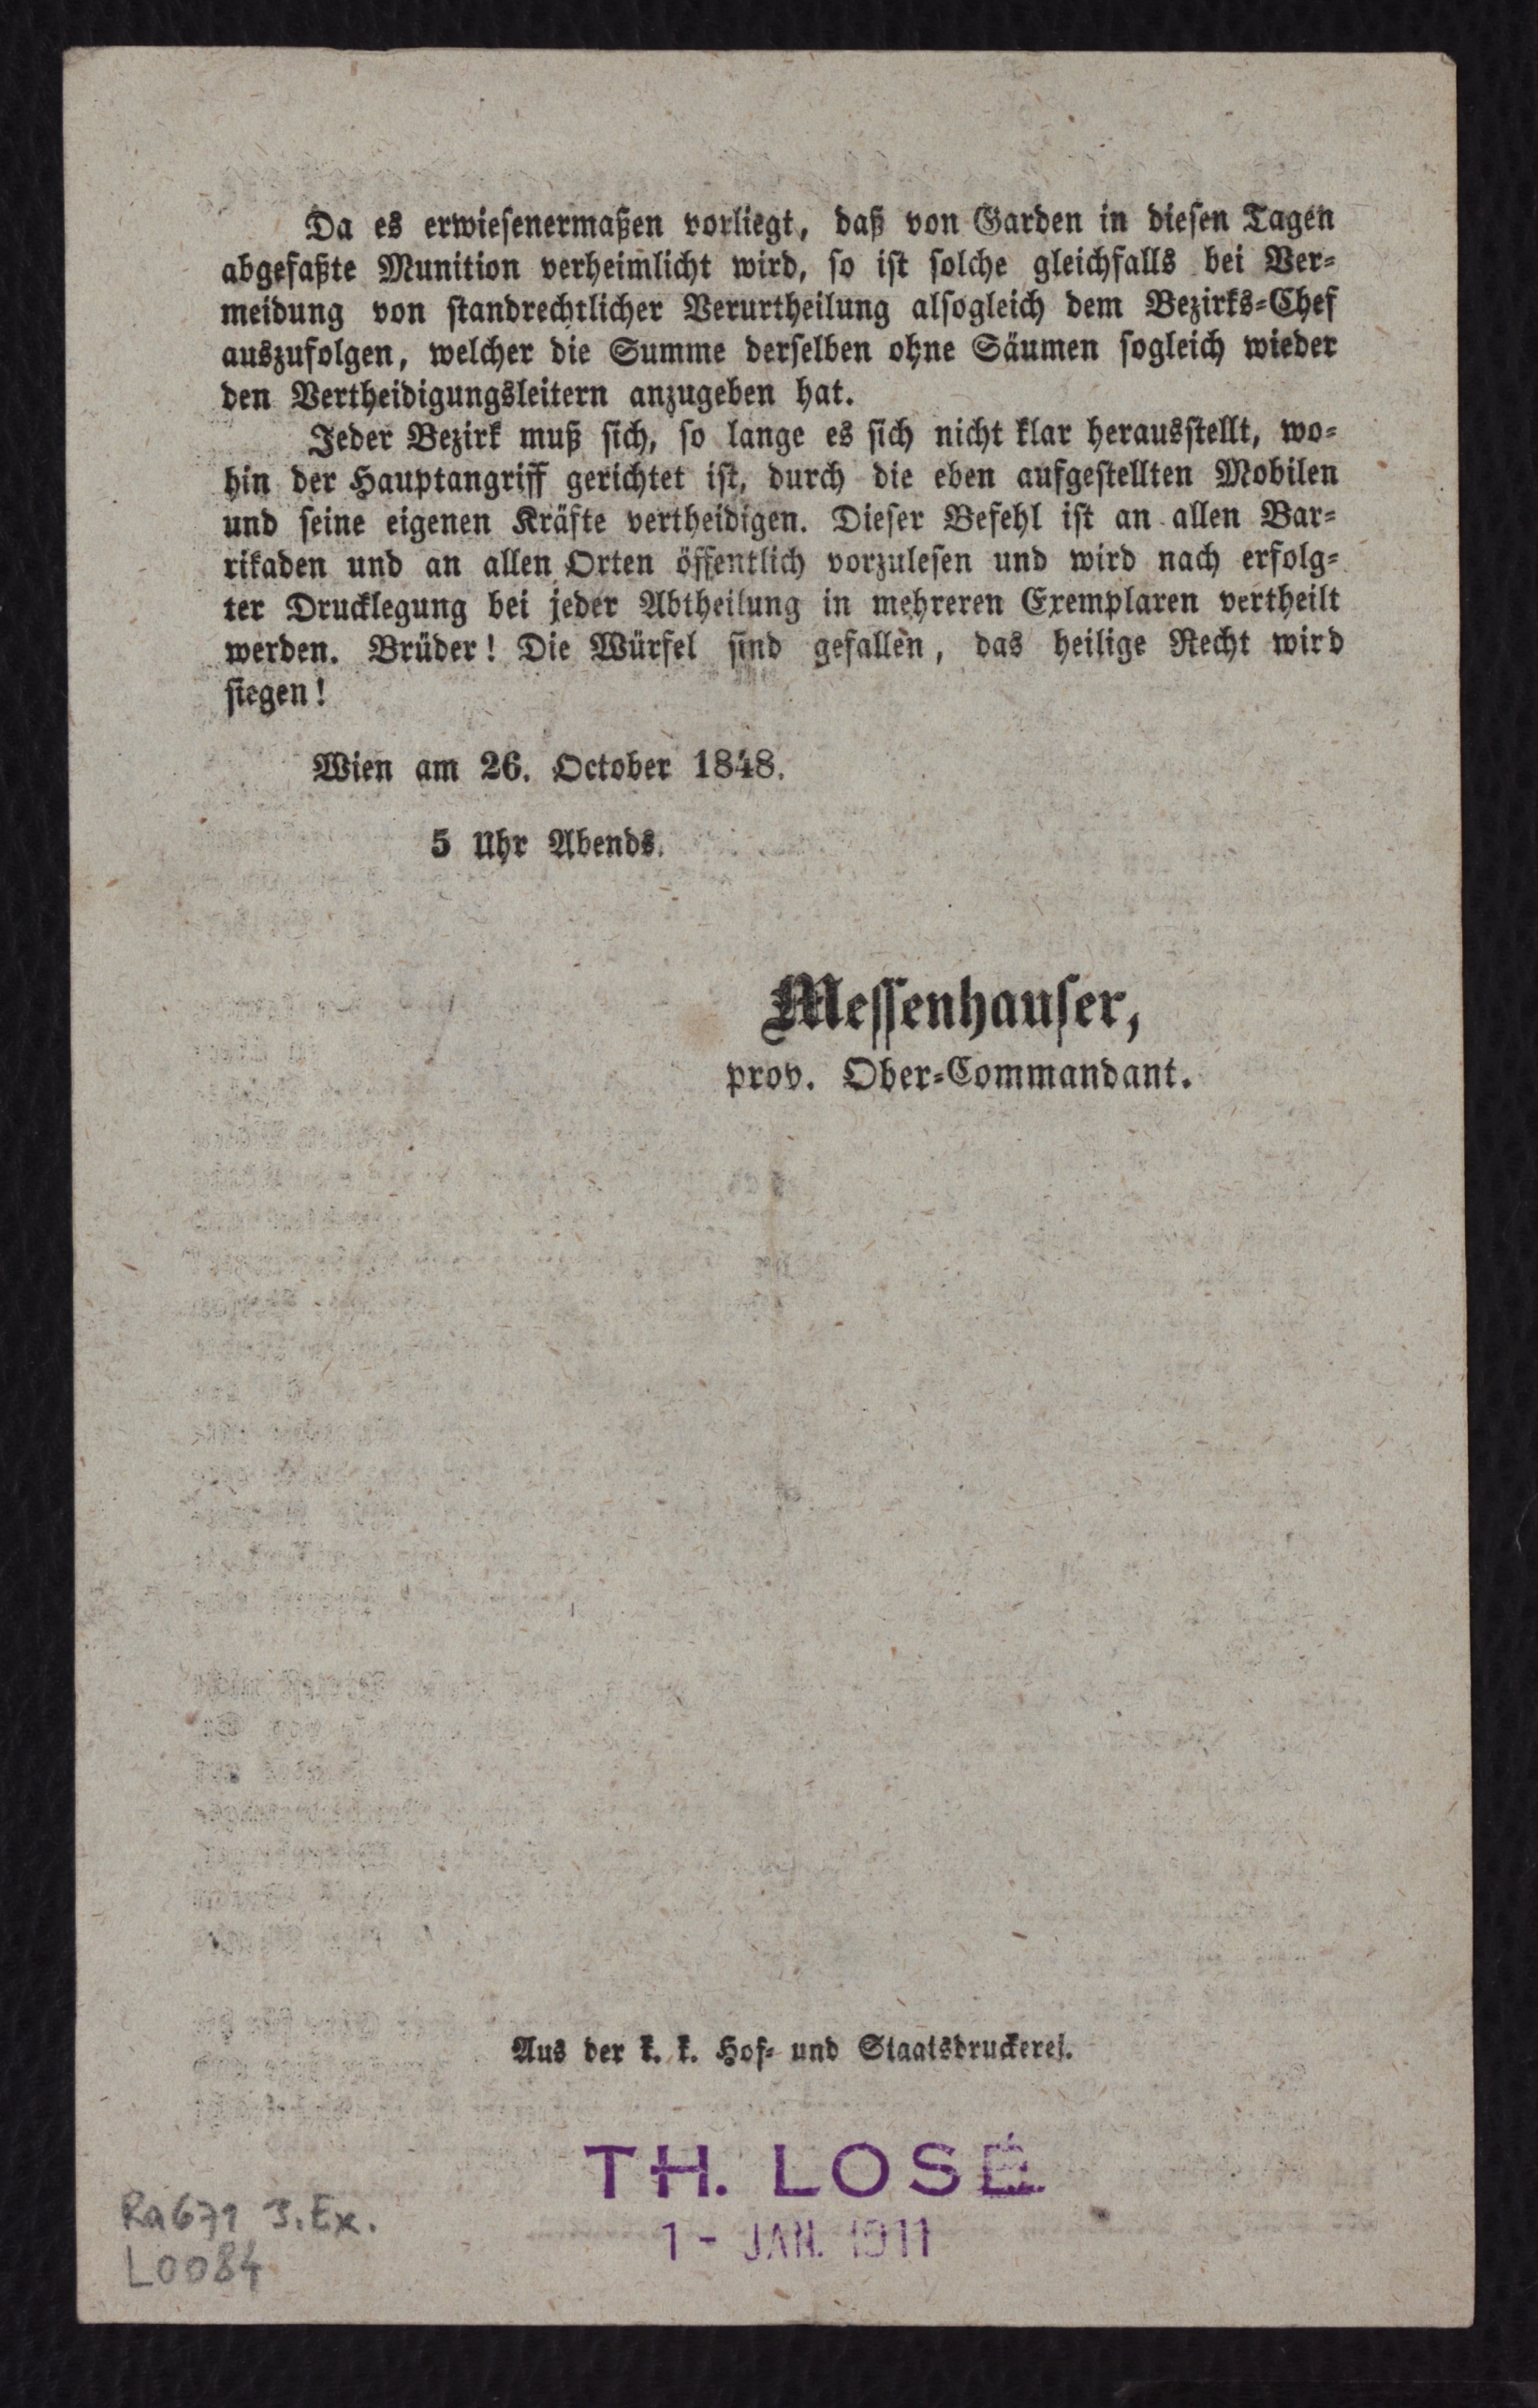 Da es erwiesenermaßen vorliegt, daß von Garden in diesen Tagen
abgefaßte Munition verheimlicht wird, so ist solche gleichfalls bei Ver-
meidung von standrechtlicher Verurtheilung alsogleich dem Bezirks-Chef
auszufolgen, welcher die Summe derselben ohne Säumen sogleich wieder
den Vertheidigungsleitern anzugeben hat.
Jeder Bezirk muß sich, so lange es sich nicht klar herausstellt, wo-
hin der Hauptangriff gerichtet ist, durch die eben aufgestellten Mobilen
und seine eigenen Kräfte vertheidigen. Dieser Befehl ist an allen Bar-
rikaden und an allen Orten öffentlich vorzulesen und wird nach erfolg-
ter Drucklegung bei jeder Abtheilung in mehreren Exemplaren vertheilt
werden. Brüder! Die Würfel sind gefallen, das heilige Recht wird
siegen!
Wien am 26. October 1848.
5 Uhr Abends.
Messenhauser,
prov. Ober-Commandant.
Aus der k. k. Hof- und Staatsdruckerei.
TH. LOSÉ
1 - JAN. 1911
Ra671 3. Ex.
L0084